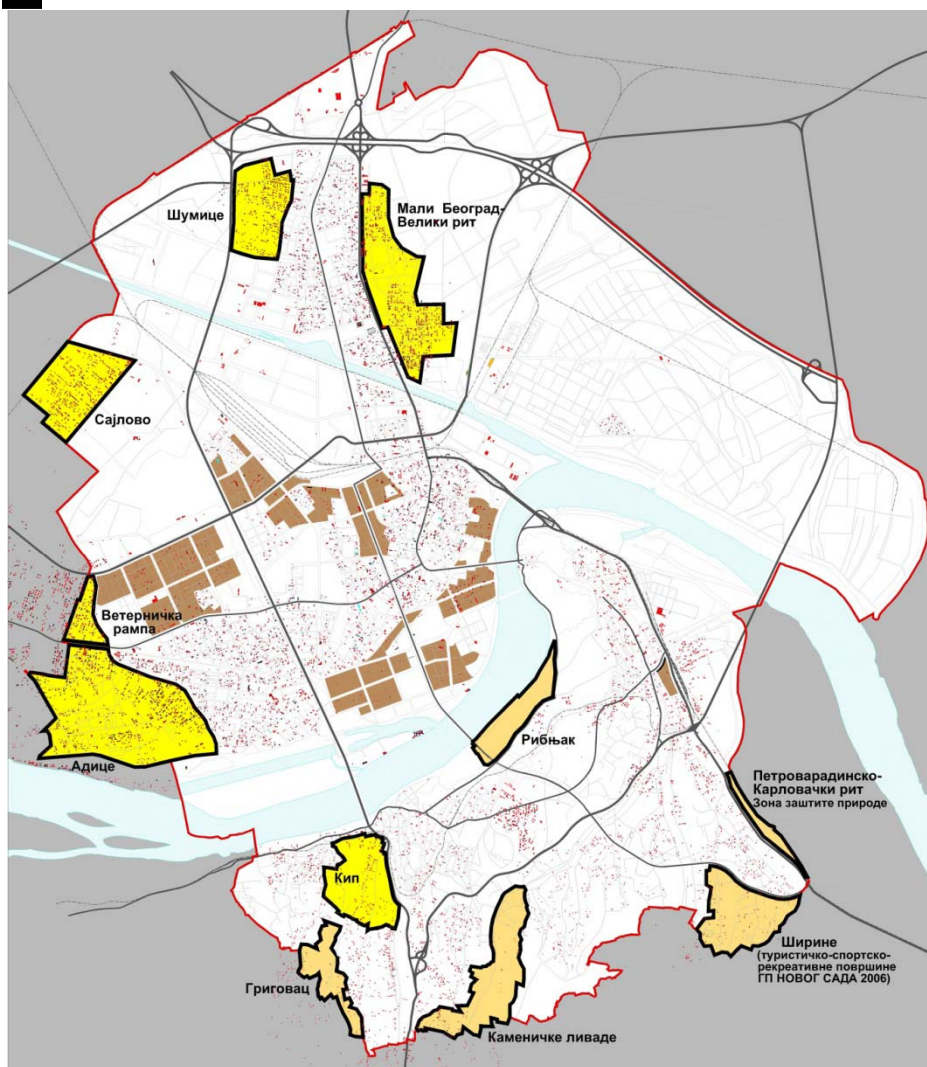 Шумице
Мали Београд-
Велики рит
Сајлово
Ветерничка
рампа
Адице
Рибњак
Петроварадинско-
Карловачки рит
Зона заштите природе
Кип
Ширине
(туристичко-спортско-
рекреативне површине
ГП НОВОГ САДА 2006)
Григовац
Каменичке ливаде